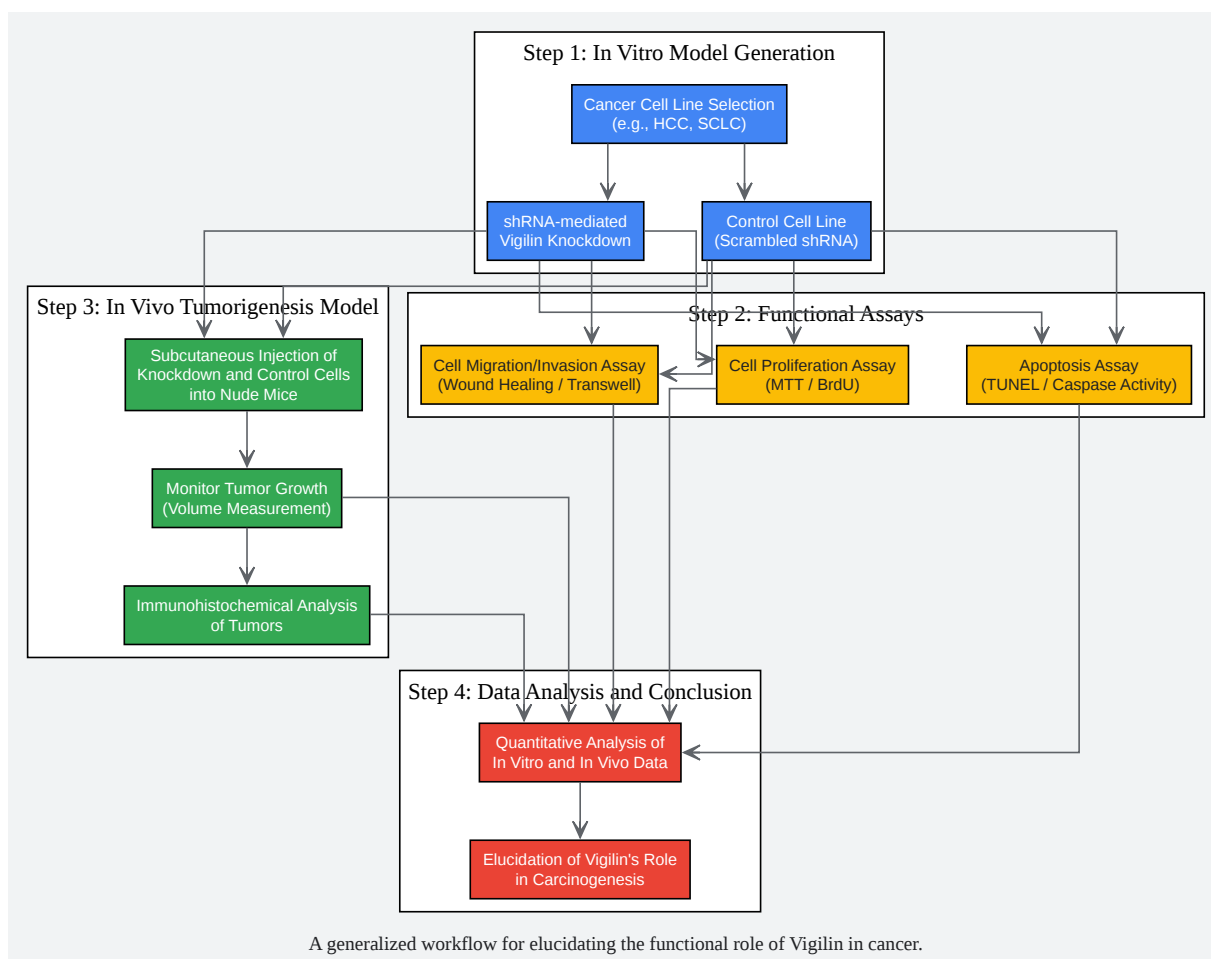 Step 1: In Vitro Model Generation
Cancer Cell Line Selection
(e.g., HCC, SCLC)
shRNA-mediated
Vigilin Knockdown
Control Cell Line
(Scrambled shRNA)
Step 3: In Vivo Tumorigenesis Model
Subcutaneous Injection of
Knockdown and Control Cells
into Nude Mice
Monitor Tumor Growth
(Volume Measurement)
Immunohistochemical Analysis
of Tumors
Step 2: Functional Assays
Cell Migration/Invasion Assay
(Wound Healing / Transwell)
Cell Proliferation Assay
(MTT / BrdU)
Apoptosis Assay
(TUNEL / Caspase Activity)
Step 4: Data Analysis and Conclusion
Quantitative Analysis of
In Vitro and In Vivo Data
Elucidation of Vigilin's Role
in Carcinogenesis
A generalized workflow for elucidating the functional role of Vigilin in cancer.